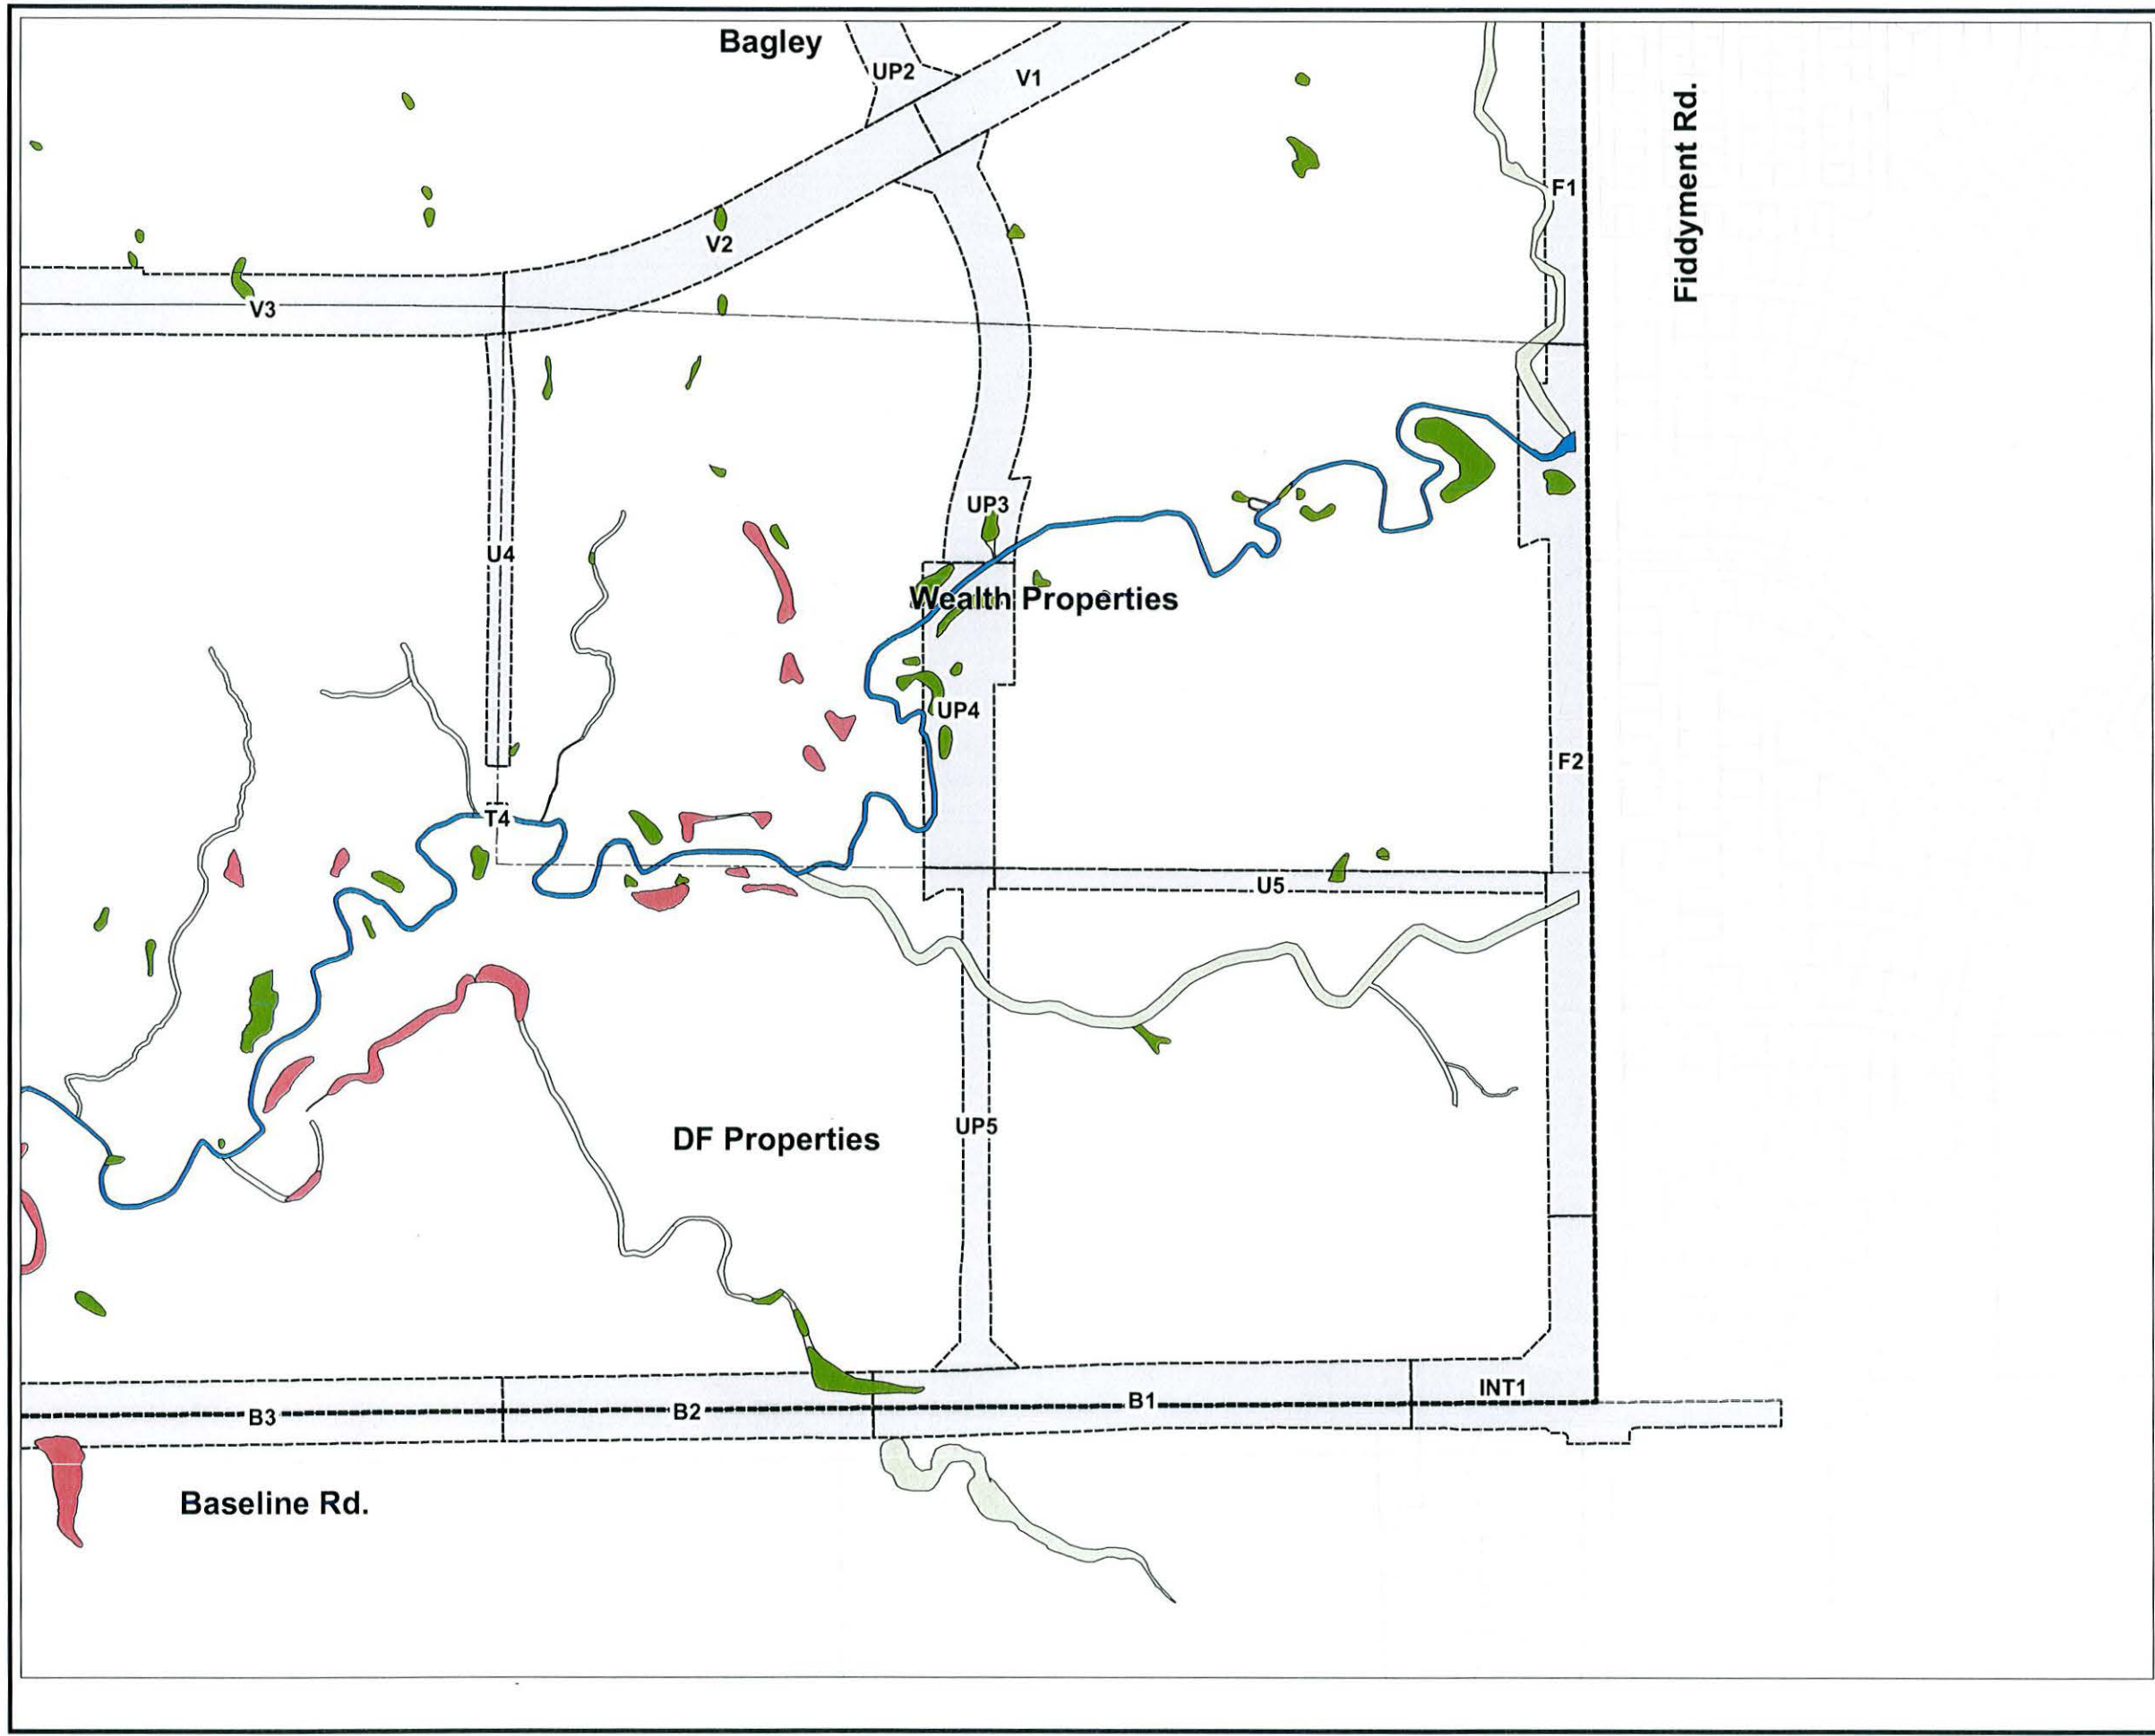 Bagley
UP2
V1
Fiddyment Rd.
F1
V2
V3
UP3
U4
Wealth Properties
UP4
F2
T4
U5
UP5
DF Properties
INT1
B1
B2
B3
Baseline Rd.